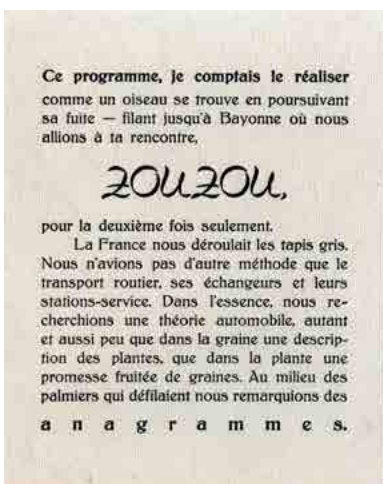 Ce programme, je comptais le réaliser
comme un oiseau se trouve en poursuivant
sa fuite — filant jusqu'à Bayonne où nous
allions à ta rencontre,
ZOUZOU,
pour la deuxième fois seulement.
La France nous déroulait les tapis gris.
Nous n'avions pas d'autre méthode que le
transport routier, ses échangeurs et leurs
stations-service. Dans l'essence, nous re-
cherchions une théorie automobile, autant
et aussi peu que dans la graine une descrip-
tion des plantes, que dans la plante une
promesse fruitée de graines. Au milieu des
palmiers qui défilaient nous remarquions des
anagrammes.